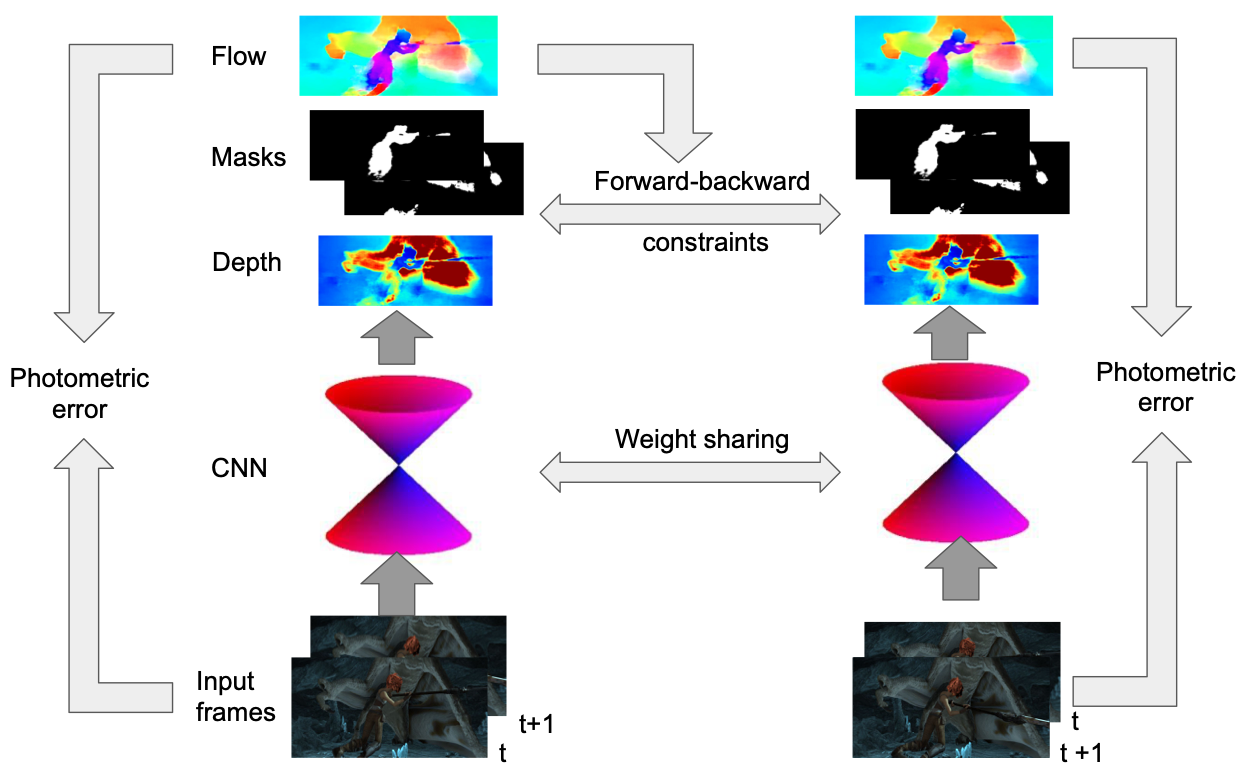 Flow
Masks
Forward-backward
constraints
Depth
Photometric
error
Photometric
error
CNN
Weight sharing
Input
frames
t+1
t
t
t +1